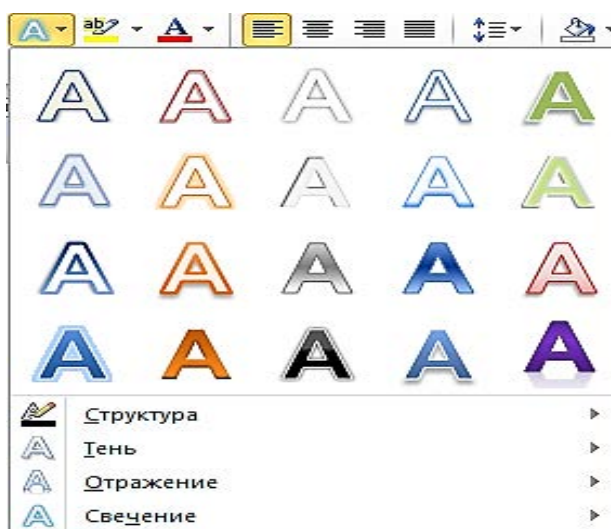 Структура
Тень
Отражение
Свечение